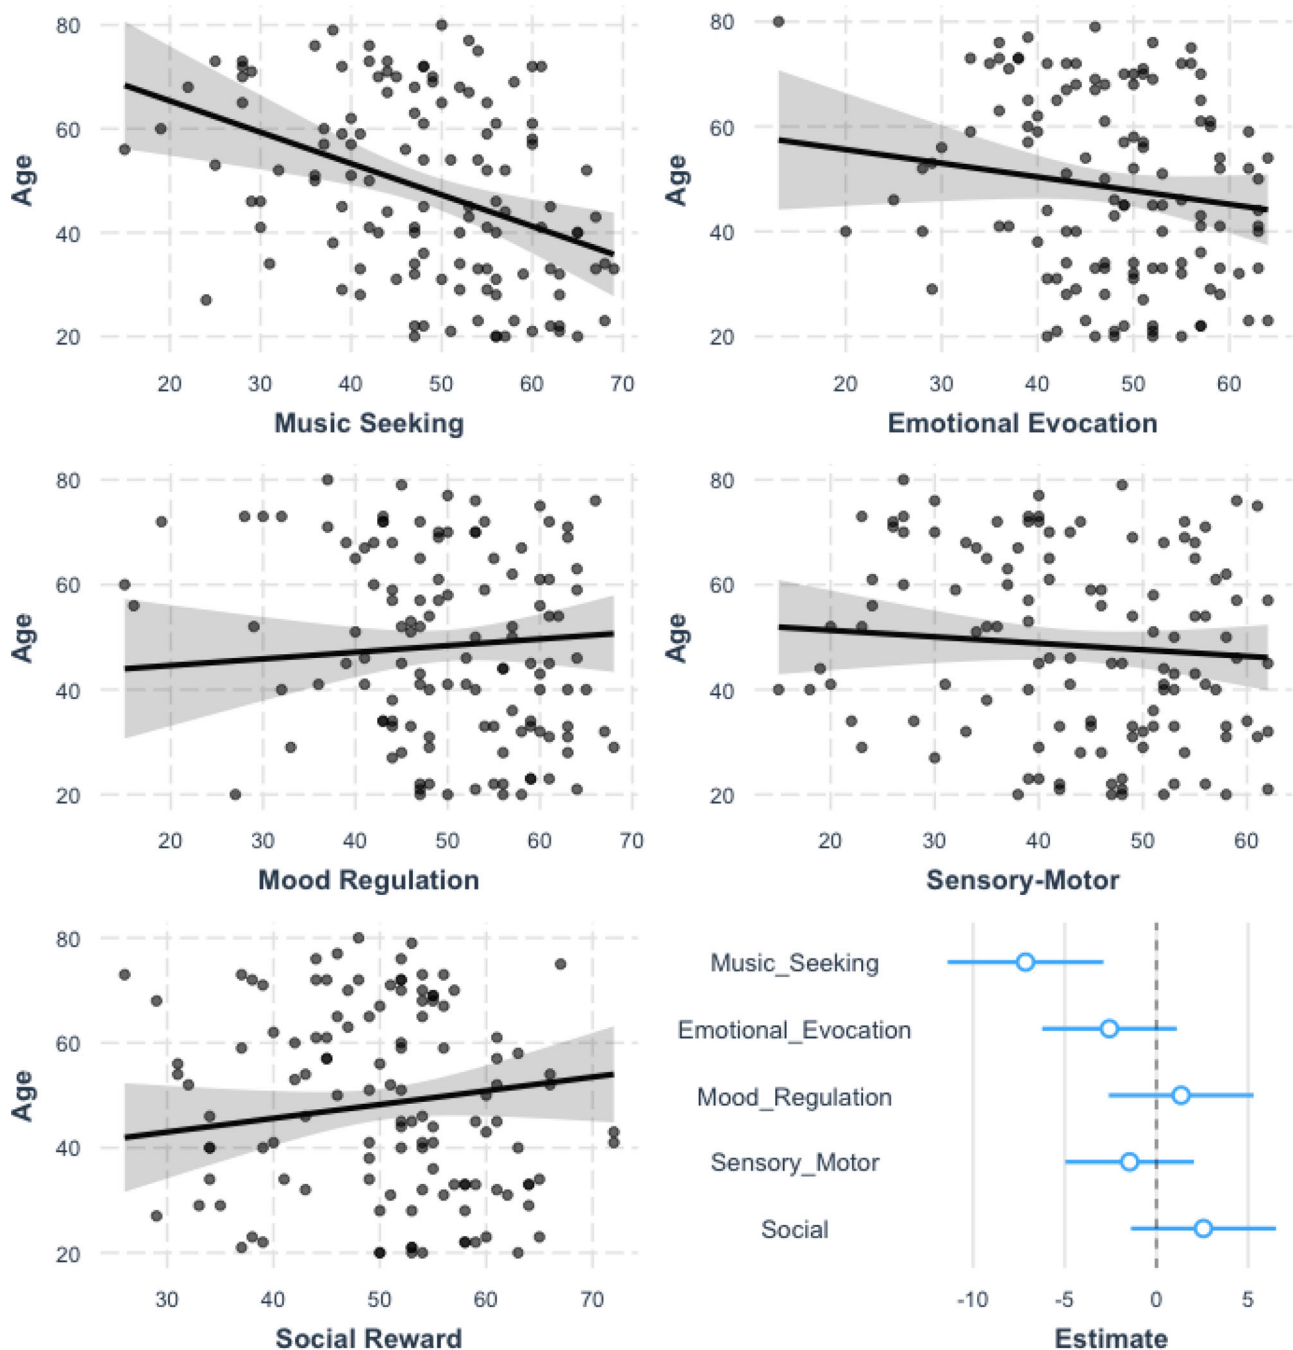 80
60
40
20
Age
20 30 40 50 60 70
Music Seeking
80
60
40
20
Age
20 30 40 50 60
Emotional Evocation
80
60
40
20
Age
20 30 40 50 60 70
Mood Regulation
80
60
40
20
Age
20 30 40 50 60
Sensory-Motor
80
60
40
20
Age
30 40 50 60 70
Social Reward
Music_Seeking
Emotional_Evocation
Mood_Regulation
Sensory_Motor
Social
-10 -5 0 5
Estimate